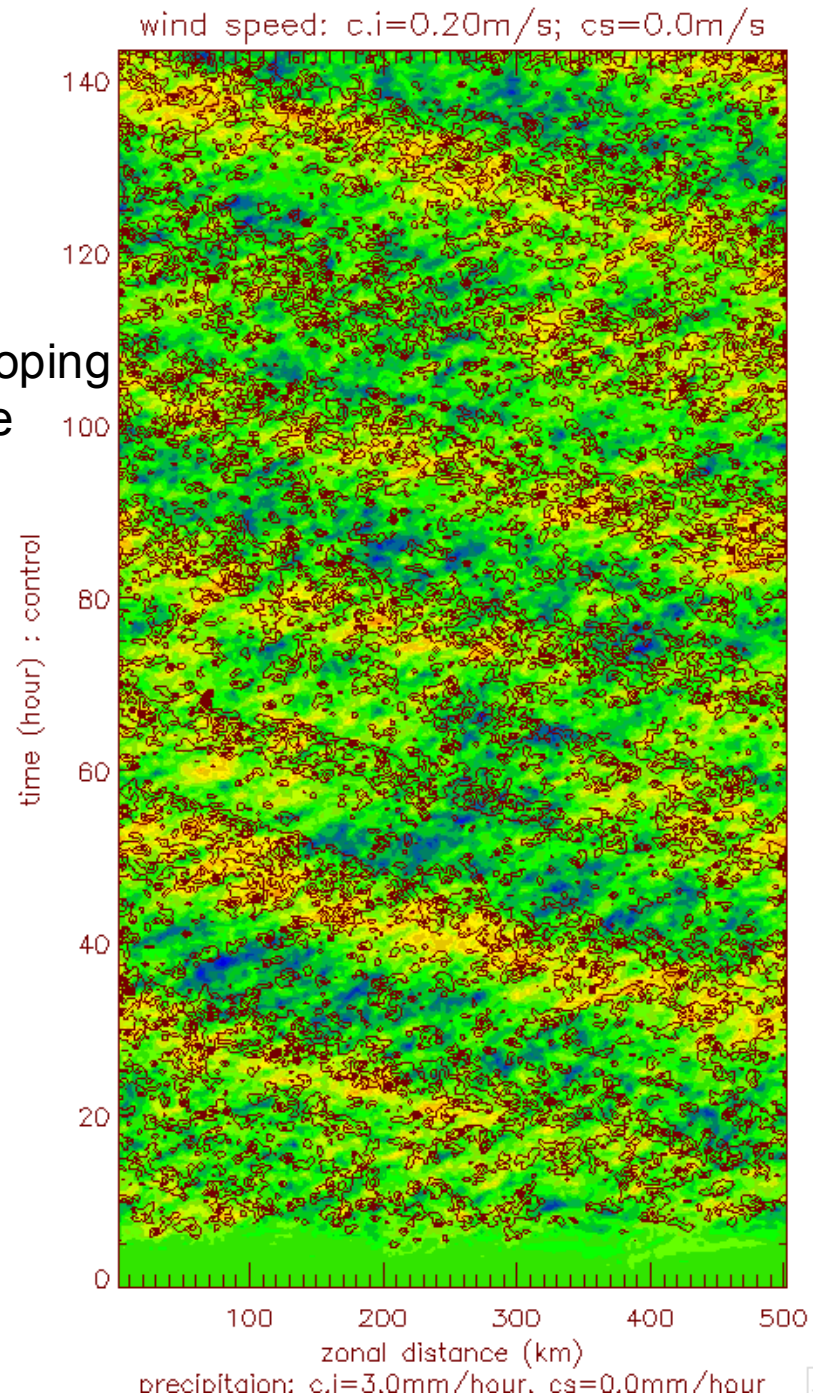 wind speed: c.i=0.20m/s; cs=0.0m/s
140
120
oping
e
100
80
60
40
20
0
time (hour) : control
100 200 300 400 500
zonal distance (km)
precipitaion: c.i=3.0mm/hour, cs=0.0mm/hour